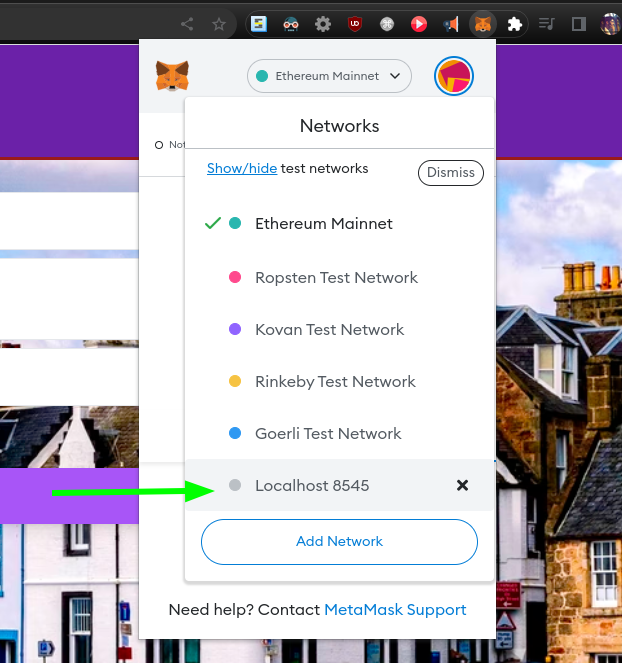 Ethereum Mainnet
Not
Networks
Show/hide test networks
Dismiss
Ethereum Mainnet
Ropsten Test Network
Kovan Test Network
Rinkeby Test Network
Goerli Test Network
Localhost 8545
Add Network
Need help? Contact MetaMask Support